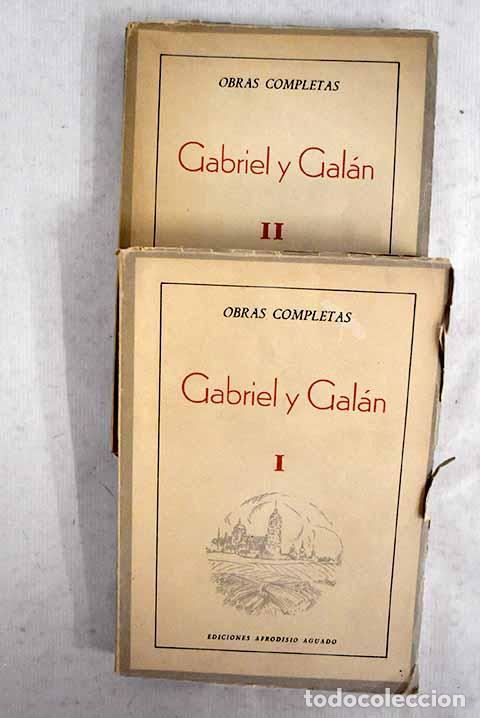 OBRAS COMPLETAS
Gabriel y Galán
II
OBRAS COMPLETAS
Gabriel y Galán
I
EDICIONES AFRODISIO AGUADO
todocoleccion